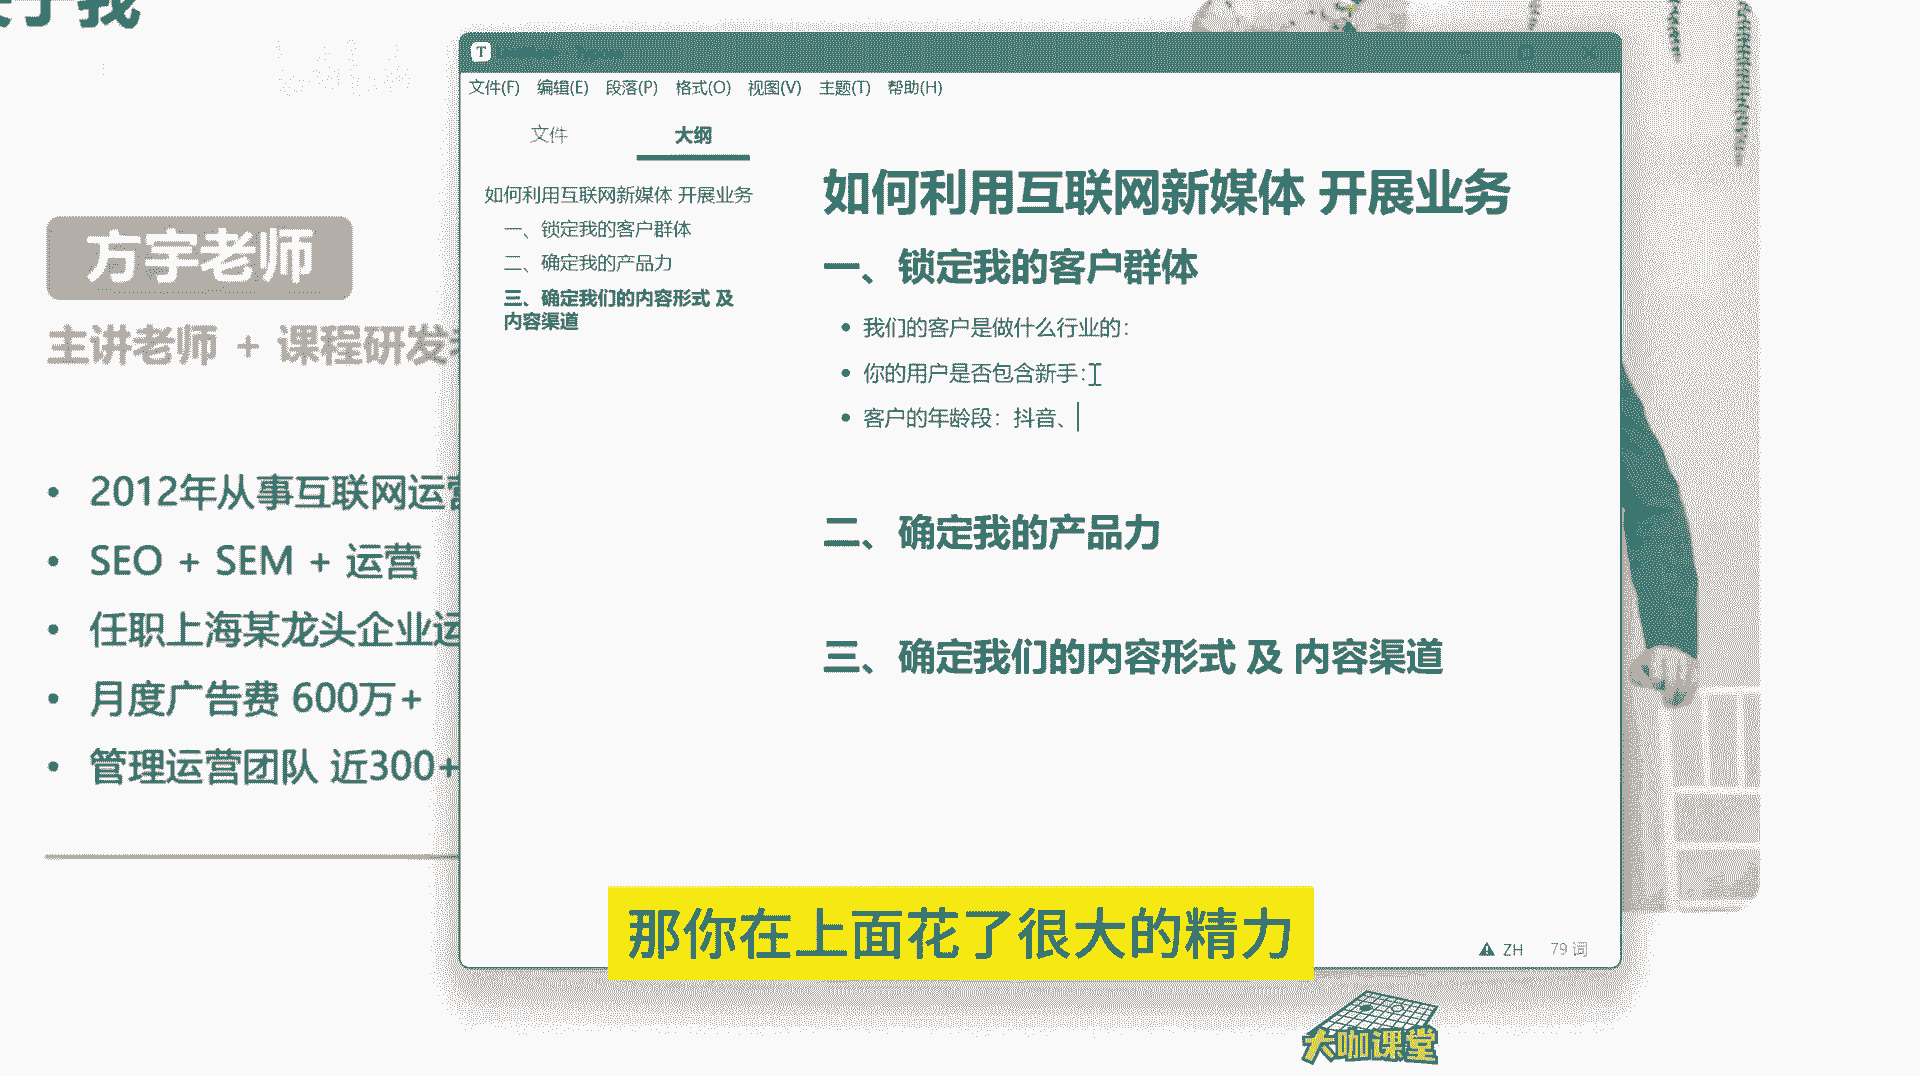 方宇老师
主讲老师 + 课程研发
2012年从事互联网运营
SEO + SEM + 运营
任职上海某龙头企业运
月度广告费 600万+
管理运营团队 近300+
T
文件(F) 编辑(E) 段落(P) 格式(O) 视图(V) 主题(T) 帮助(H)
文件 大纲
如何利用互联网新媒体 开展业务
一、锁定我的客户群体
二、确定我的产品力
三、确定我们的内容形式 及
内容渠道
如何利用互联网新媒体 开展业务
一、锁定我的客户群体
我们的客户是做什么行业的：
你的用户是否包含新手：
客户的年龄段：抖音、
二、确定我的产品力
三、确定我们的内容形式 及 内容渠道
那你在上面花了很大的精力
ZH 79 词
大咖课堂